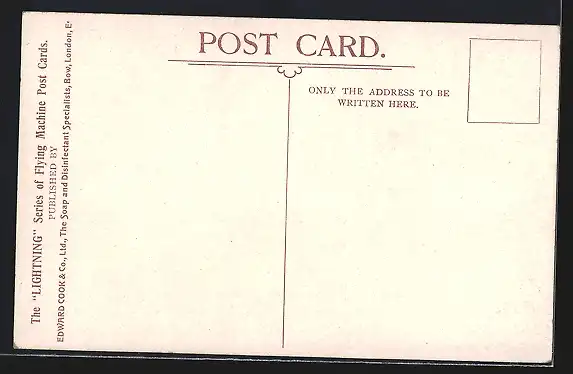 POST CARD.
ONLY THE ADDRESS TO BE
WRITTEN HERE.
The "LIGHTNING" Series of Flying Machine Post Cards.
PUBLISHED BY
EDWARD COOK & Co., Ltd., The Soap and Disinfectant Specialists, Bow, London, E.